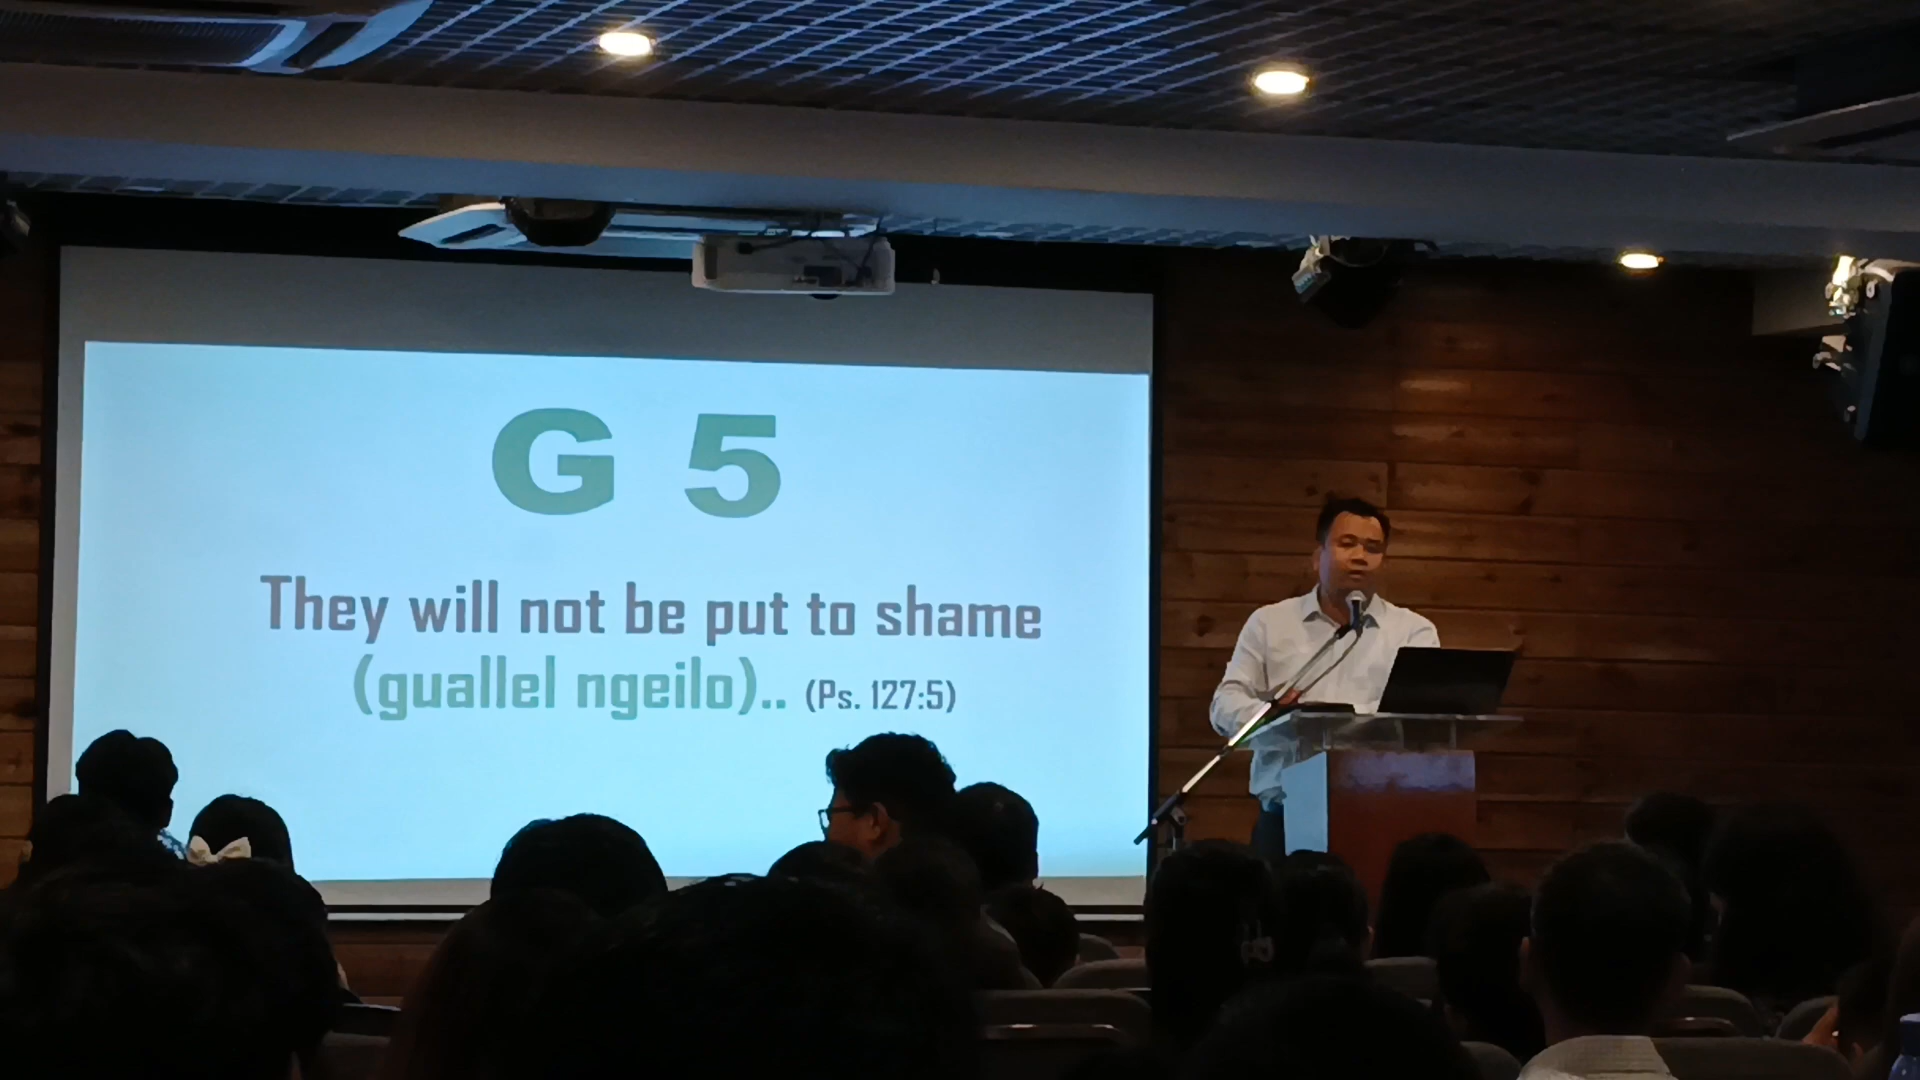 G 5
They will not be put to shame
(guallel ngeilo).. (Ps. 127:5)